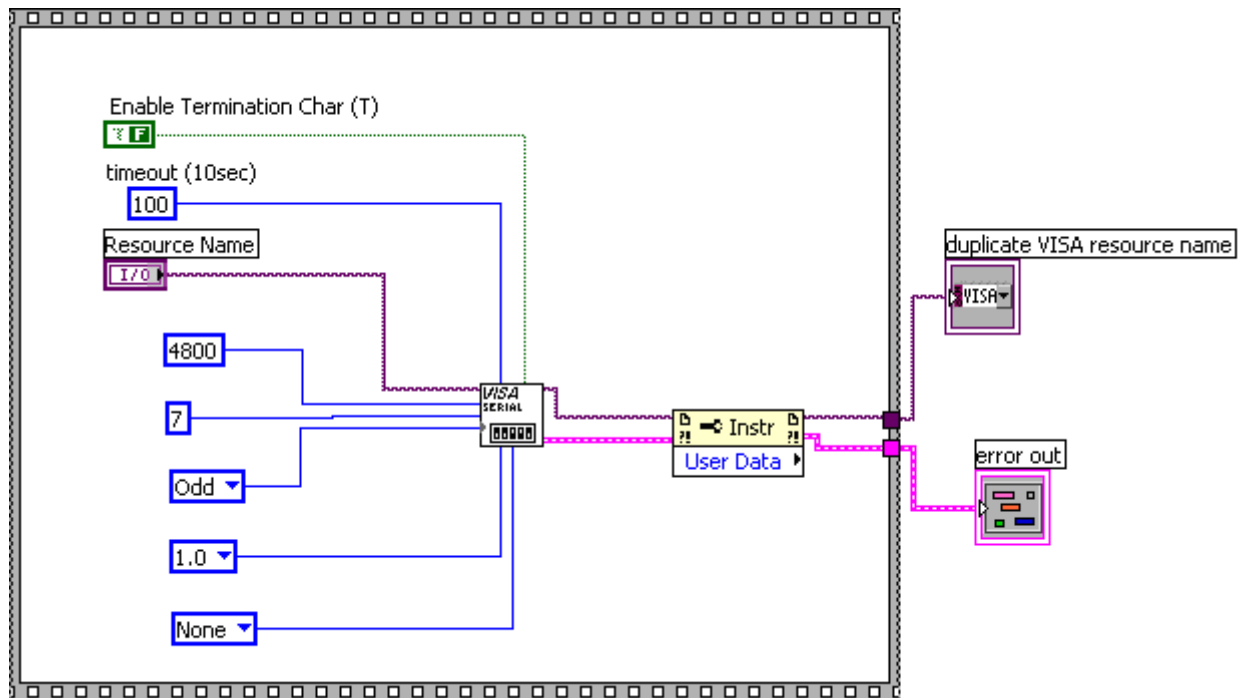 Enable Termination Char (T)
F
timeout (10sec)
100
Resource Name
I/O
duplicate VISA resource name
VISA
4800
VISA
SERIAL
7
Instr
User Data
error out
Odd
1.0
None